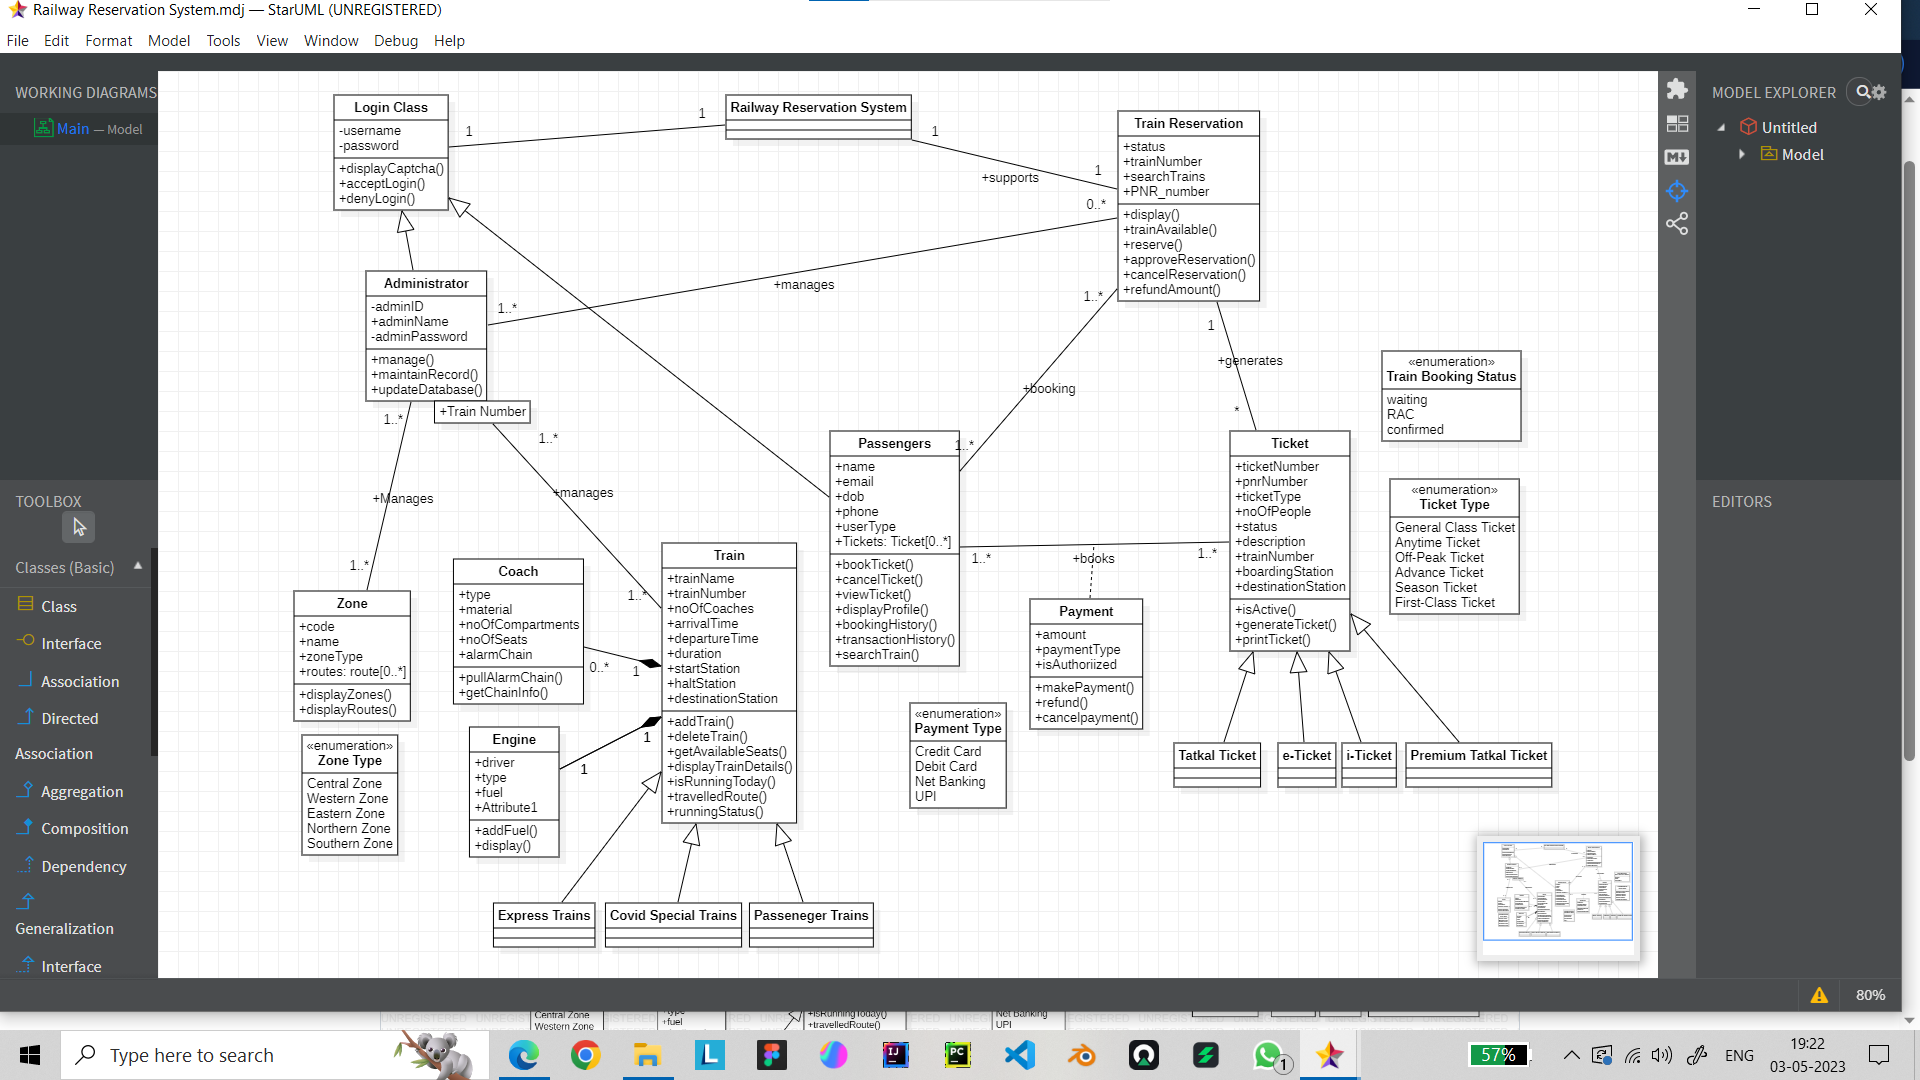 Railway Reservation System.mdj — StarUML (UNREGISTERED)
File Edit Format Model Tools View Window Debug Help
WORKING DIAGRAMS
Main — Model
TOOLBOX
Classes (Basic)
Class
Interface
Association
Directed
Association
Aggregation
Composition
Dependency
Generalization
Interface
Login Class
-username
-password
+displayCaptcha()
+acceptLogin()
+denyLogin()
1
1
Railway Reservation System
1
+supports
1
Train Reservation
+status
+trainNumber
+searchTrains
+PNR_number
+display()
+trainAvailable()
+reserve()
+approveReservation()
+cancelReservation()
+refundAmount()
0..*
+manages
1..*
Administrator
-adminID
+adminName
-adminPassword
+manage()
+maintainRecord()
+updateDatabase()
+Train Number
1..*
+Manages
1..*
1..*
+manages
1..*
1..*
+booking
1..*
1
+generates
*
Zone
+code
+name
+zoneType
+routes: route[0..*]
+displayZones()
+displayRoutes()
«enumeration»
Zone Type
Central Zone
Western Zone
Eastern Zone
Northern Zone
Southern Zone
Coach
+type
+material
+noOfCompartments
+noOfSeats
+alarmChain
+pullAlarmChain()
+getChainInfo()
0..*
1
Engine
+driver
+type
+fuel
+Attribute1
+addFuel()
+display()
1
1
Train
+trainName
+trainNumber
+noOfCoaches
+arrivalTime
+departureTime
+duration
+startStation
+haltStation
+destinationStation
+addTrain()
+deleteTrain()
+getAvailableSeats()
+displayTrainDetails()
+isRunningToday()
+travelledRoute()
+runningStatus()
Express Trains
Covid Special Trains
Passeneger Trains
Passengers
+name
+email
+dob
+phone
+userType
+Tickets: Ticket[0..*]
+bookTicket()
+cancelTicket()
+viewTicket()
+displayProfile()
+bookingHistory()
+transactionHistory()
+searchTrain()
1..*
+books
1..*
Payment
+amount
+paymentType
+isAuthoriized
+makePayment()
+refund()
+cancelpayment()
«enumeration»
Payment Type
Credit Card
Debit Card
Net Banking
UPI
Ticket
+ticketNumber
+pnrNumber
+ticketType
+noOfPeople
+status
+description
+trainNumber
+boardingStation
+destinationStation
+isActive()
+generateTicket()
+printTicket()
Tatkal Ticket
e-Ticket
i-Ticket
Premium Tatkal Ticket
«enumeration»
Train Booking Status
waiting
RAC
confirmed
«enumeration»
Ticket Type
General Class Ticket
Anytime Ticket
Off-Peak Ticket
Advance Ticket
Season Ticket
First-Class Ticket
MODEL EXPLORER
Untitled
Model
EDITORS
80%
Central Zone
Western Zone
+fuel
+travelledRoute()
Net Banking
UPI
Type here to search
57%
ENG
19:22
03-05-2023